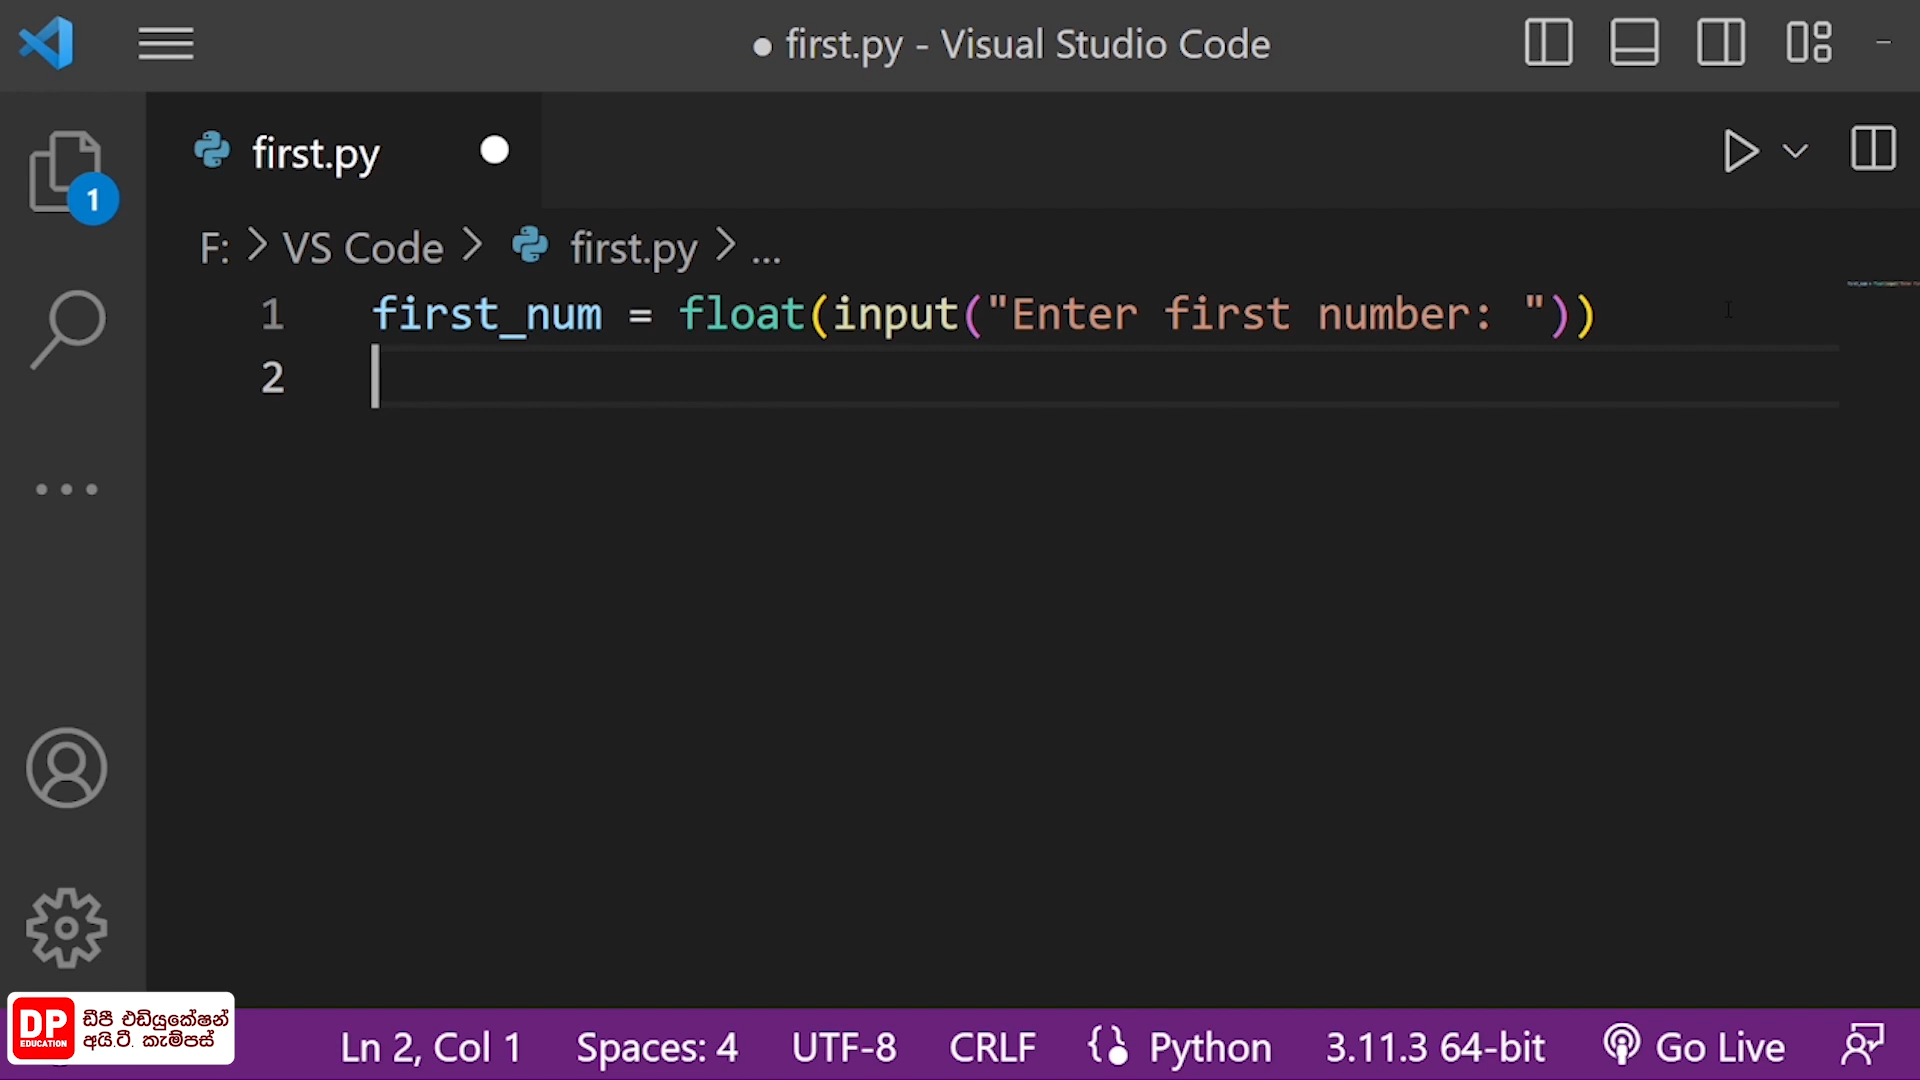 ● first.py - Visual Studio Code
first.py
1
F: > VS Code > first.py > ...
1 first_num = float(input("Enter first number: "))
2
DP
EDUCATION
ඩීපී එඩියුකේෂන්
අයි.ටී. කැම්පස්
Ln 2, Col 1 Spaces: 4 UTF-8 CRLF Python 3.11.3 64-bit Go Live